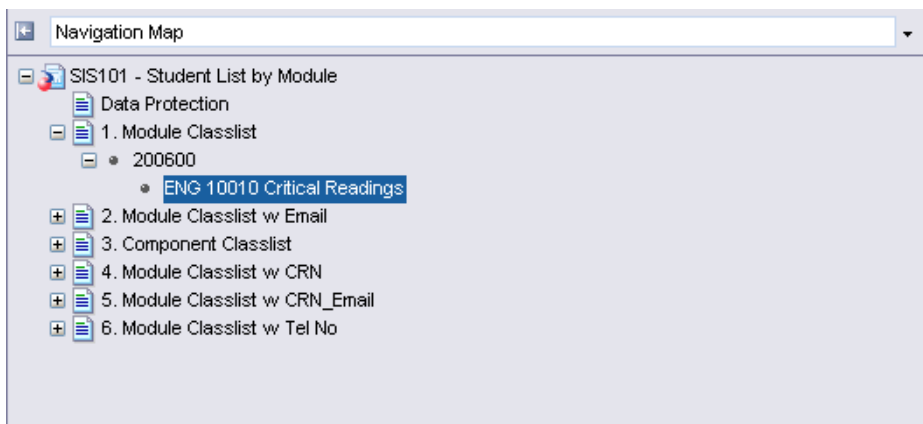 Navigation Map
SIS101 - Student List by Module
Data Protection
1. Module Classlist
200600
ENG 10010 Critical Readings
2. Module Classlist w Email
3. Component Classlist
4. Module Classlist w CRN
5. Module Classlist w CRN_Email
6. Module Classlist w Tel No